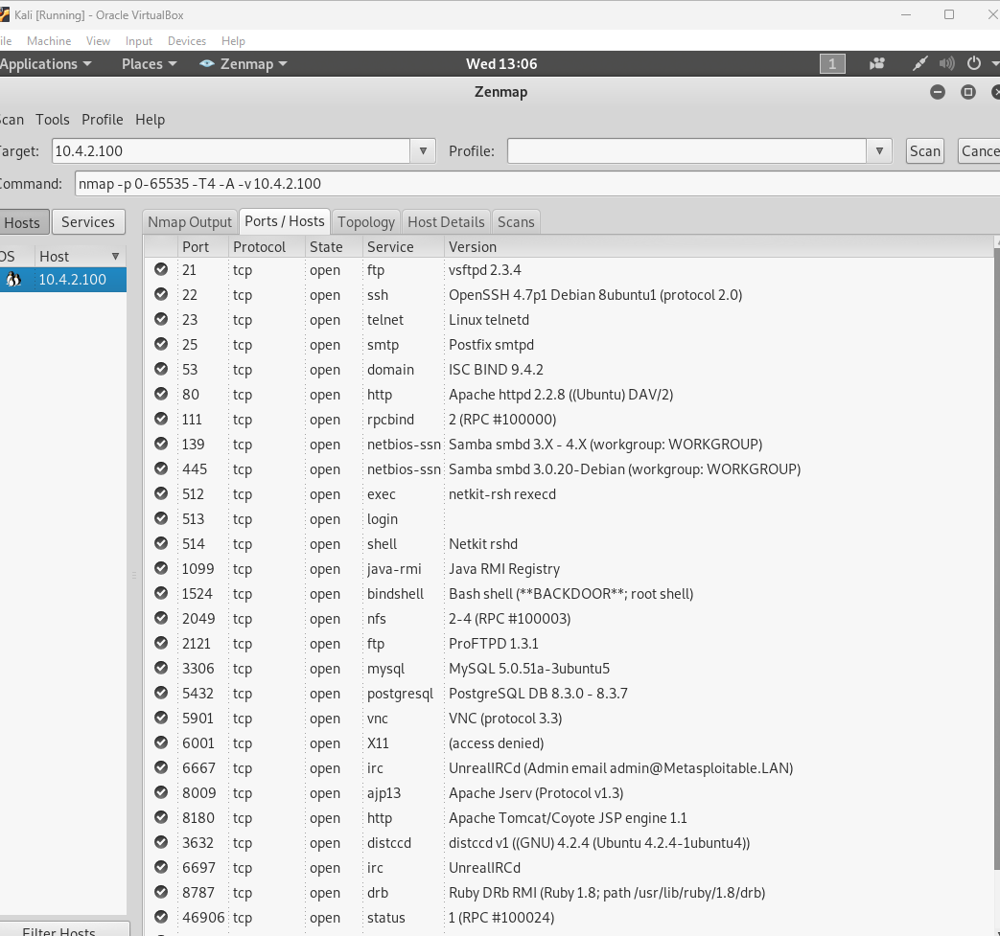 Kali [Running] - Oracle VirtualBox
ile Machine View Input Devices Help
Applications Places Zenmap Wed 13:06 1
Zenmap
Scan Tools Profile Help
Target: 10.4.2.100 Profile: Scan Cance
Command: nmap -p 0-65535 -T4 -A -v 10.4.2.100
Hosts Services Nmap Output Ports / Hosts Topology Host Details Scans
OS Host Port Protocol State Service Version
10.4.2.100
21 tcp open ftp vsftpd 2.3.4
22 tcp open ssh OpenSSH 4.7p1 Debian 8ubuntu1 (protocol 2.0)
23 tcp open telnet Linux telnetd
25 tcp open smtp Postfix smtpd
53 tcp open domain ISC BIND 9.4.2
80 tcp open http Apache httpd 2.2.8 ((Ubuntu) DAV/2)
111 tcp open rpcbind 2 (RPC #100000)
139 tcp open netbios-ssn Samba smbd 3.X - 4.X (workgroup: WORKGROUP)
445 tcp open netbios-ssn Samba smbd 3.0.20-Debian (workgroup: WORKGROUP)
512 tcp open exec netkit-rsh rexecd
513 tcp open login
514 tcp open shell Netkit rshd
1099 tcp open java-rmi Java RMI Registry
1524 tcp open bindshell Bash shell (**BACKDOOR**; root shell)
2049 tcp open nfs 2-4 (RPC #100003)
2121 tcp open ftp ProFTPD 1.3.1
3306 tcp open mysql MySQL 5.0.51a-3ubuntu5
5432 tcp open postgresql PostgreSQL DB 8.3.0 - 8.3.7
5901 tcp open vnc VNC (protocol 3.3)
6001 tcp open X11 (access denied)
6667 tcp open irc UnrealIRCd (Admin email admin@Metasploitable.LAN)
8009 tcp open ajp13 Apache Jserv (Protocol v1.3)
8180 tcp open http Apache Tomcat/Coyote JSP engine 1.1
3632 tcp open distccd distccd v1 ((GNU) 4.2.4 (Ubuntu 4.2.4-1ubuntu4))
6697 tcp open irc UnrealIRCd
8787 tcp open drb Ruby DRb RMI (Ruby 1.8; path /usr/lib/ruby/1.8/drb)
46906 tcp open status 1 (RPC #100024)
Filter Hosts